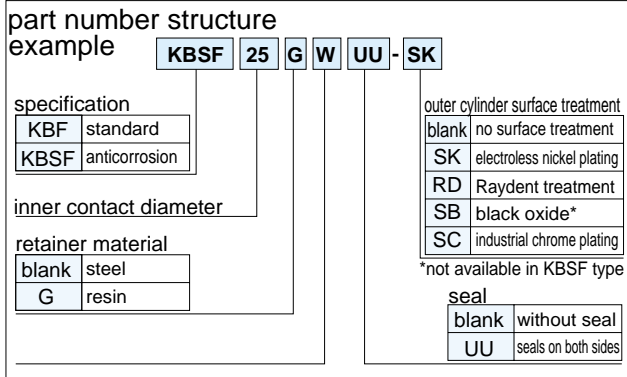 part number structure
example
KBSF 25 G W UU - SK
specification
KBF standard
KBSF anticorrosion
inner contact diameter
retainer material
blank steel
G resin
outer cylinder surface treatment
blank no surface treatment
SK electroless nickel plating
RD Raydent treatment
SB black oxide*
SC industrial chrome plating
*not available in KBSF type
seal
blank without seal
UU seals on both sides